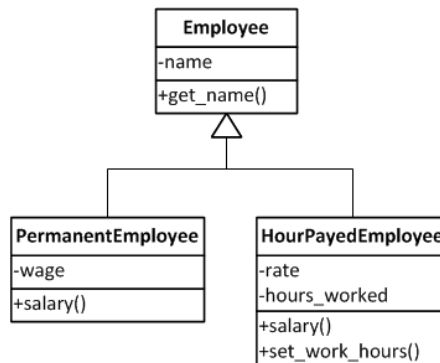 Employee
-name
+get_name()
PermanentEmployee
-wage
+salary()
HourPayedEmployee
-rate
-hours_worked
+salary()
+set_work_hours()